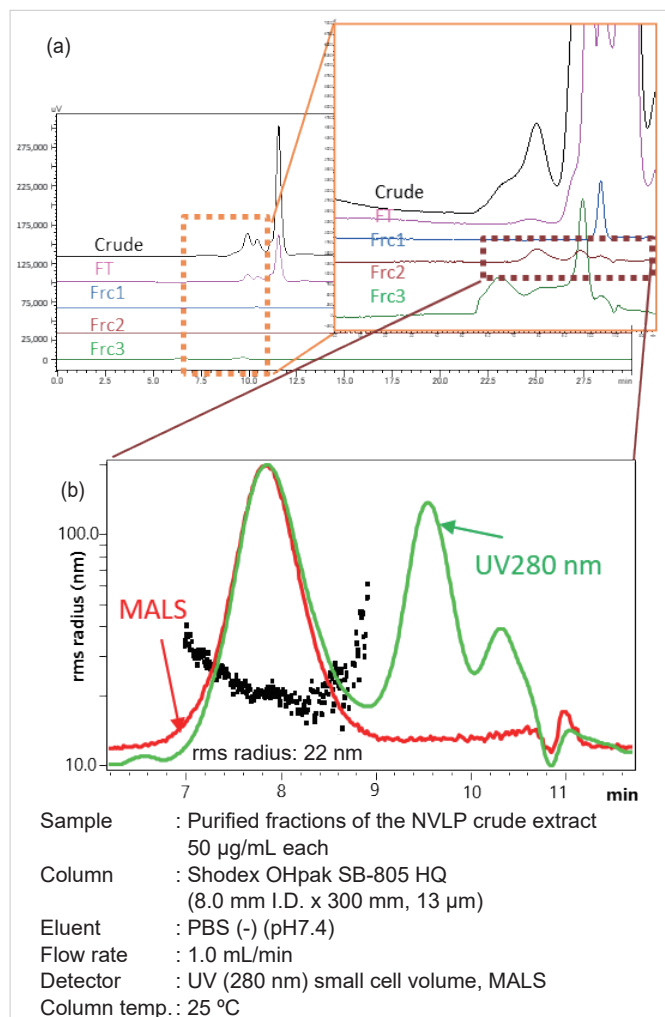 (a)
uV
275,000
225,000
175,000
125,000
75,000
25,000
0
Crude
FT
Frc1
Frc2
Frc3
0.0 2.5 5.0 7.5 10.0 12.5 15.0 17.5 20.0 22.5 25.0 27.5 min
Crude
FT
Frc1
Frc2
Frc3
(b)
rms radius (nm)
100.0
10.0
MALS
UV280 nm
rms radius: 22 nm
7 8 9 10 11 min
Sample : Purified fractions of the NVLP crude extract
50 µg/mL each
Column : Shodex OHpak SB-805 HQ
(8.0 mm I.D. x 300 mm, 13 µm)
Eluent : PBS (-) (pH7.4)
Flow rate : 1.0 mL/min
Detector : UV (280 nm) small cell volume, MALS
Column temp. : 25 ºC